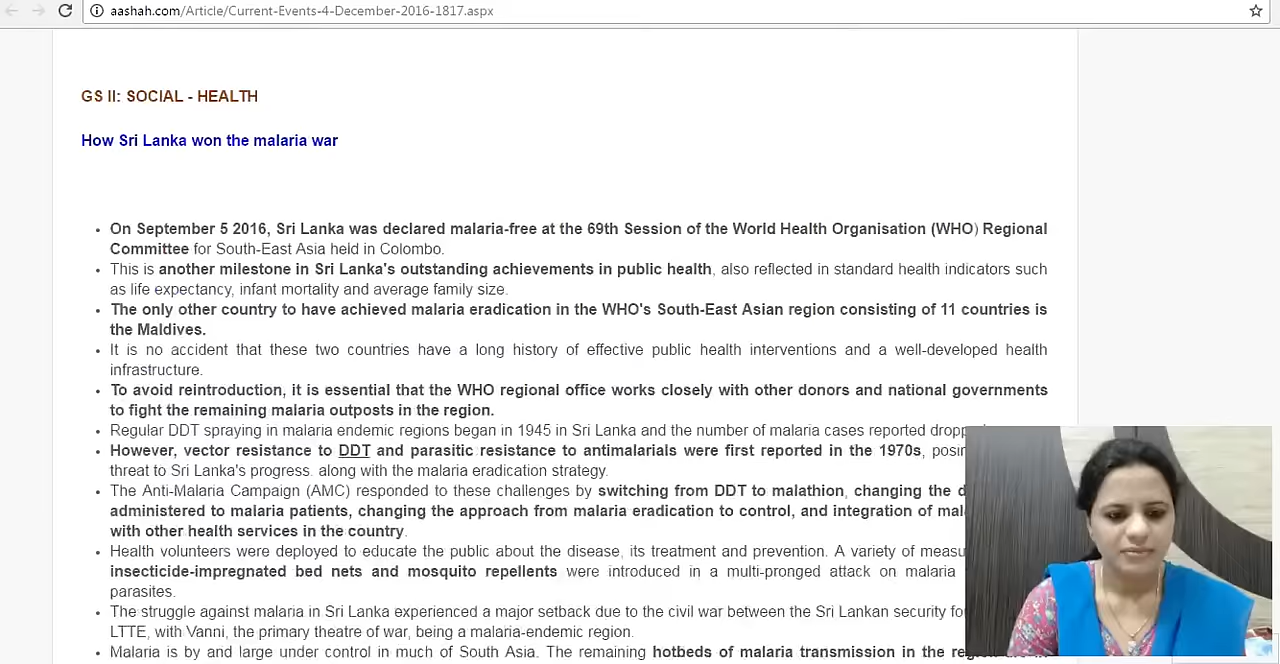 aashah.com/Article/Current-Events-4-December-2016-1817.aspx
GS II: SOCIAL - HEALTH
How Sri Lanka won the malaria war
• On September 5 2016, Sri Lanka was declared malaria-free at the 69th Session of the World Health Organisation (WHO) Regional
Committee for South-East Asia held in Colombo.
• This is another milestone in Sri Lanka's outstanding achievements in public health, also reflected in standard health indicators such
as life expectancy, infant mortality and average family size.
• The only other country to have achieved malaria eradication in the WHO's South-East Asian region consisting of 11 countries is
the Maldives.
• It is no accident that these two countries have a long history of effective public health interventions and a well-developed health
infrastructure.
• To avoid reintroduction, it is essential that the WHO regional office works closely with other donors and national governments
to fight the remaining malaria outposts in the region.
• Regular DDT spraying in malaria endemic regions began in 1945 in Sri Lanka and the number of malaria cases reported
• However, vector resistance to DDT and parasitic resistance to antimalarials were first reported in the 1970s,
threat to Sri Lanka's progress. along with the malaria eradication strategy.
• The Anti-Malaria Campaign (AMC) responded to these challenges by switching from DDT to malathion, changing the
administered to malaria patients, changing the approach from malaria eradication to control, and integration of
with other health services in the country.
• Health volunteers were deployed to educate the public about the disease, its treatment and prevention. A variety of
insecticide-impregnated bed nets and mosquito repellents were introduced in a multi-pronged attack on malaria
parasites.
• The struggle against malaria in Sri Lanka experienced a major setback due to the civil war between the Sri Lankan security
LTTE, with Vanni, the primary theatre of war, being a malaria-endemic region.
• Malaria is by and large under control in much of South Asia. The remaining hotbeds of malaria transmission in the